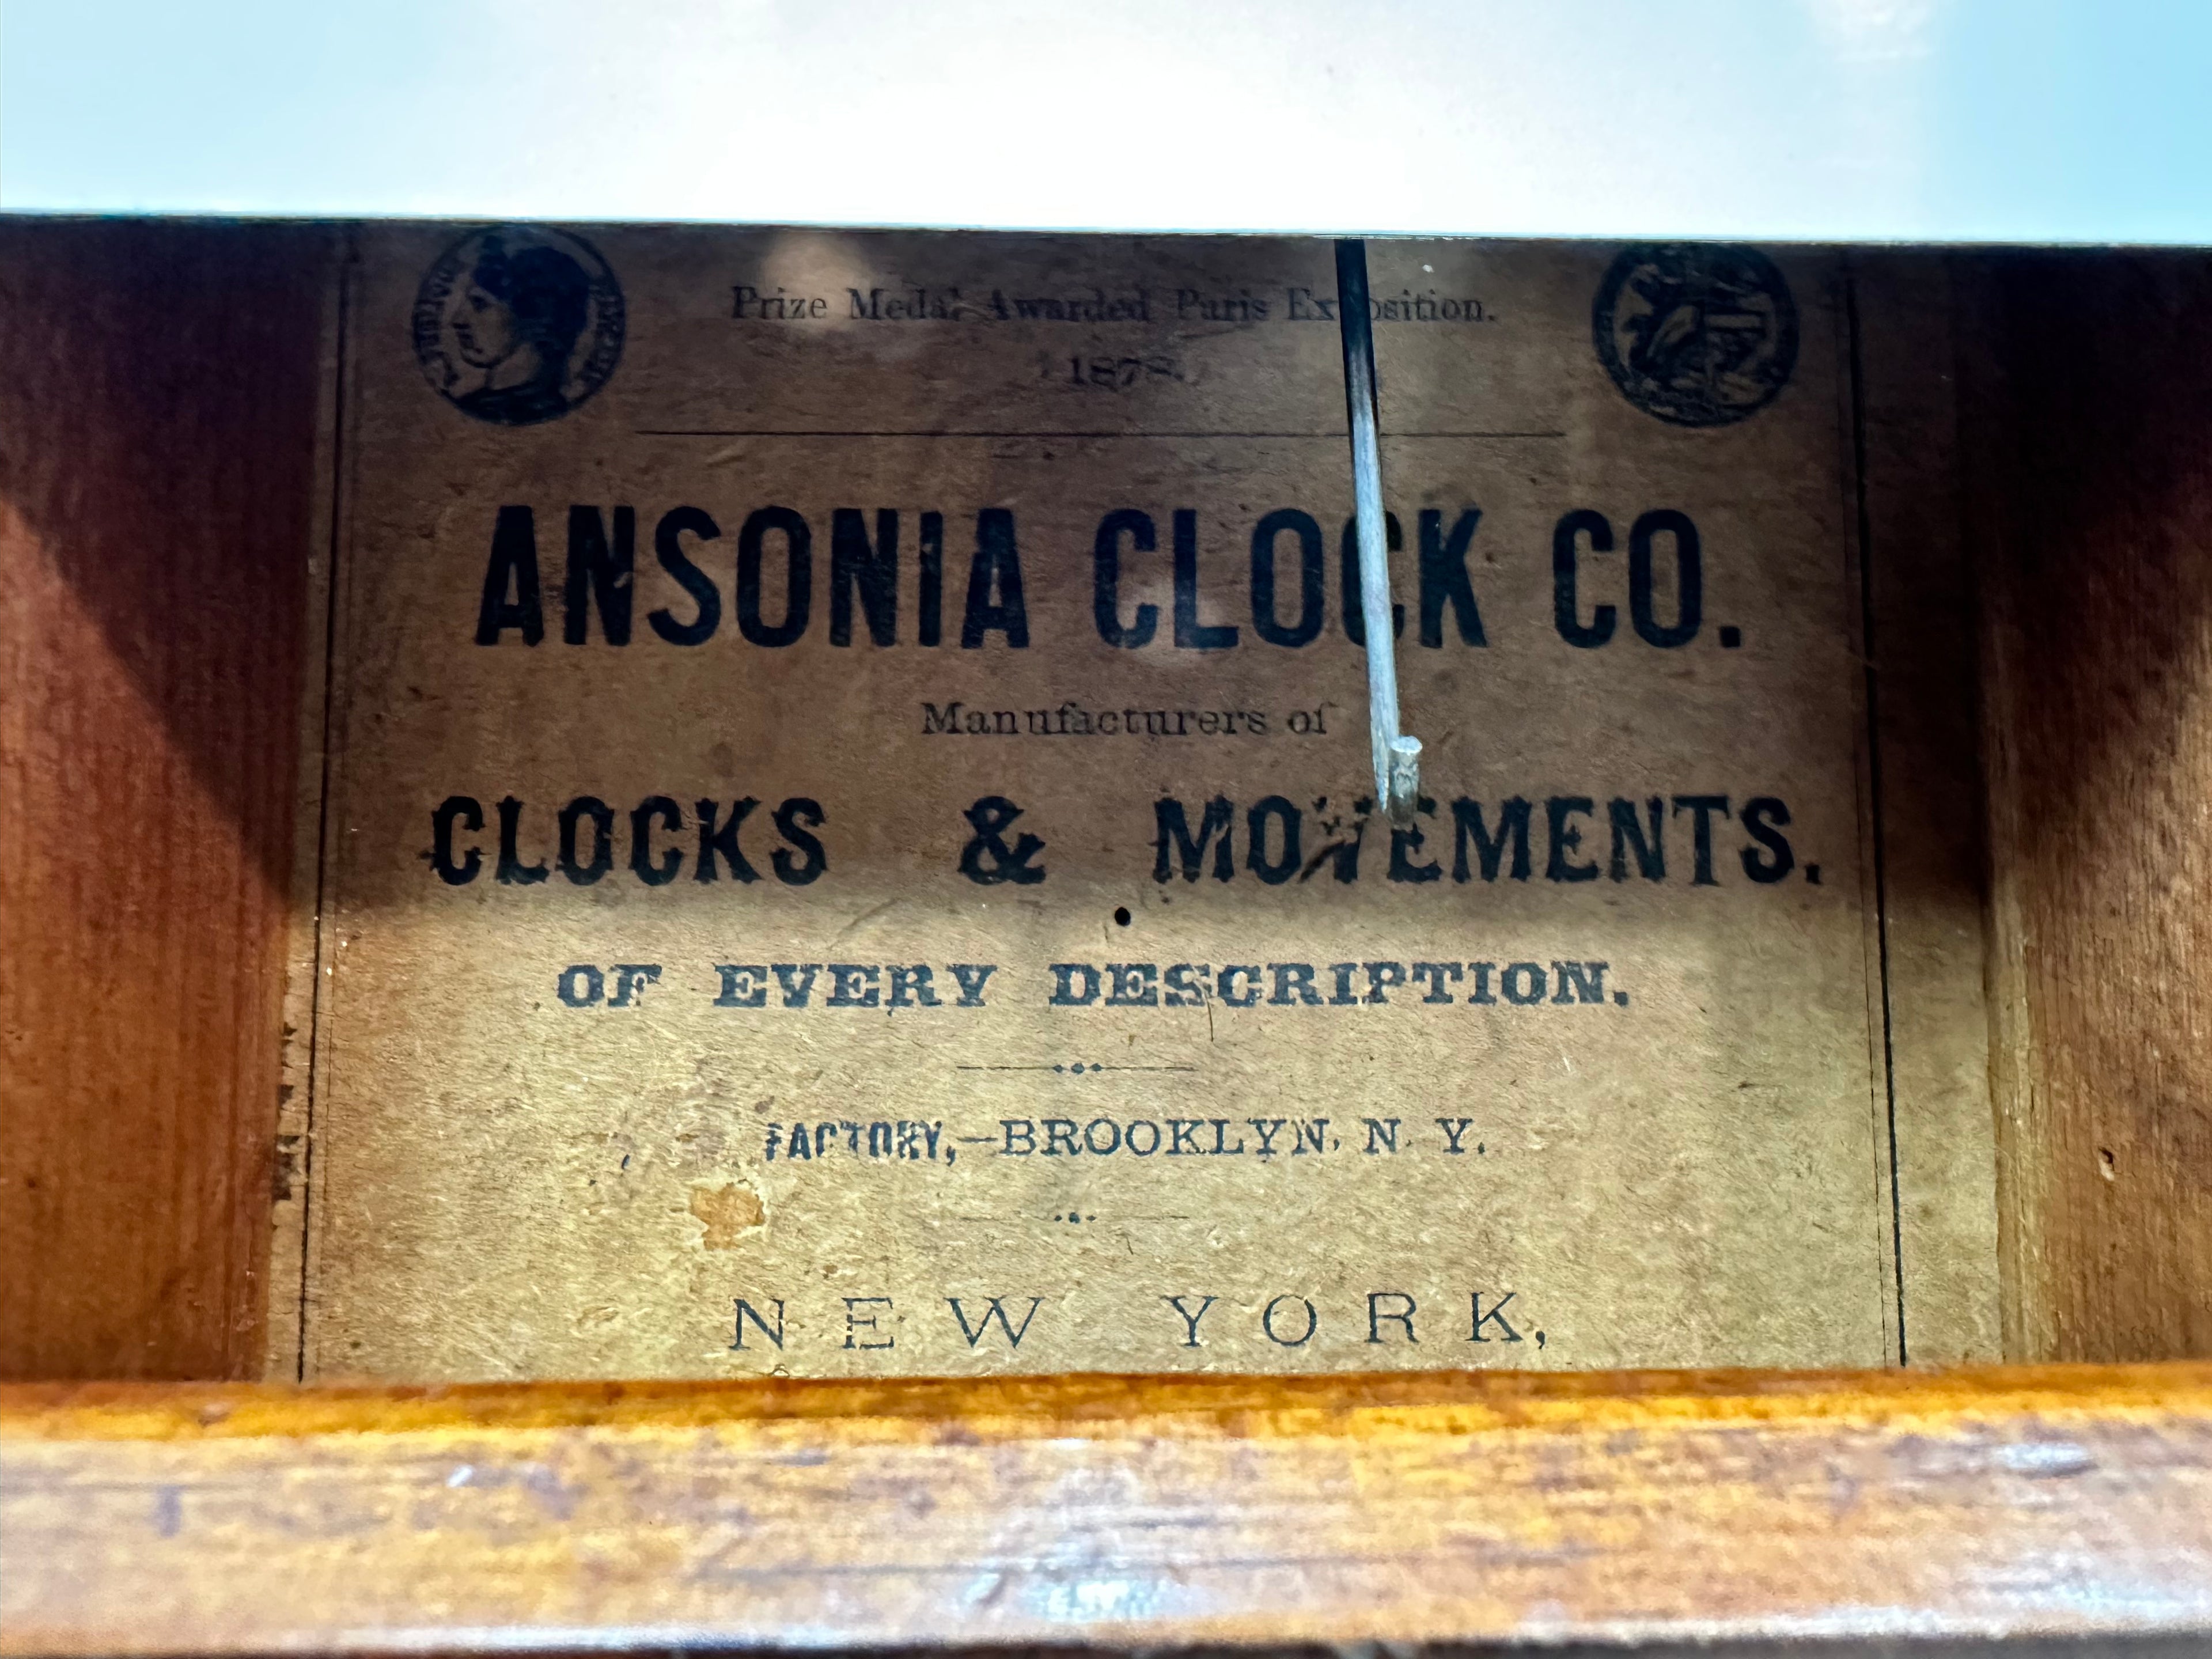 Prize Medal Awarded Paris Exposition.
1878.
ANSONIA CLOCK CO.
Manufacturers of
CLOCKS & MOVEMENTS.
OF EVERY DESCRIPTION.
FACTORY,—BROOKLYN, N. Y.
NEW YORK,